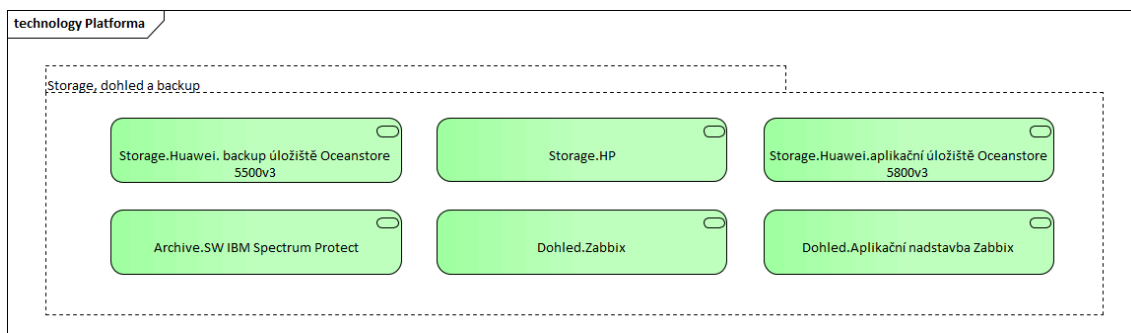 technology Platforma
Storage, dohled a backup
Storage.Huawei. backup úložiště Oceanstore
5500v3
Storage.HP
Storage.Huawei.aplikační úložiště Oceanstore
5800v3
Archive.SW IBM Spectrum Protect
Dohled.Zabbix
Dohled.Aplikační nadstavba Zabbix